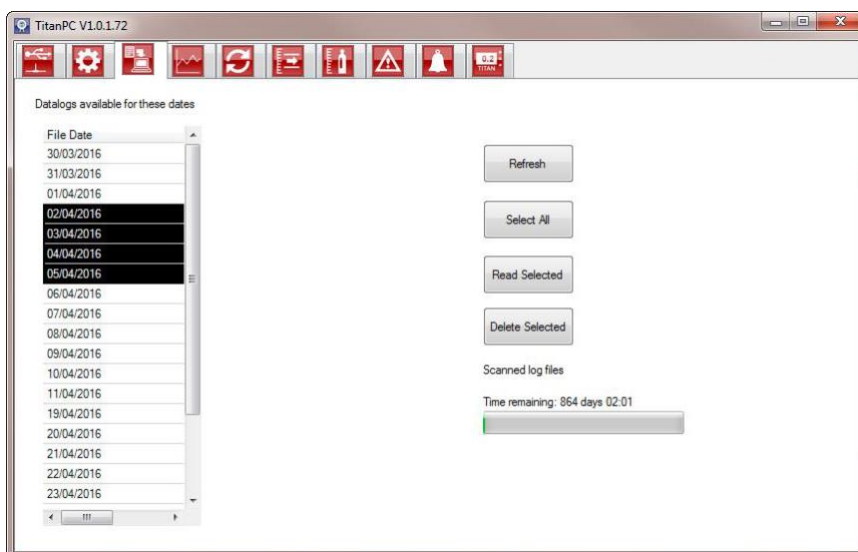 TitanPC V1.0.1.72
0.2
TITAN
Datalogs available for these dates
File Date
30/03/2016
31/03/2016
01/04/2016
02/04/2016
03/04/2016
04/04/2016
05/04/2016
06/04/2016
07/04/2016
08/04/2016
09/04/2016
10/04/2016
11/04/2016
19/04/2016
20/04/2016
21/04/2016
22/04/2016
23/04/2016
Refresh
Select All
Read Selected
Delete Selected
Scanned log files
Time remaining: 864 days 02:01